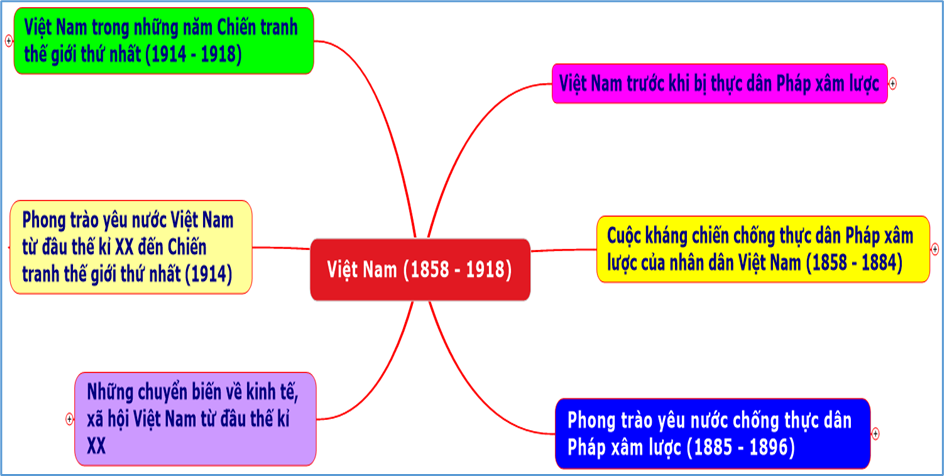 Việt Nam trong những năm Chiến tranh
thế giới thứ nhất (1914 - 1918)
Việt Nam trước khi bị thực dân Pháp xâm lược
Phong trào yêu nước Việt Nam
từ đầu thế kỉ XX đến Chiến
tranh thế giới thứ nhất (1914)
Việt Nam (1858 - 1918)
Cuộc kháng chiến chống thực dân Pháp xâm
lược của nhân dân Việt Nam (1858 - 1884)
Những chuyển biến về kinh tế,
xã hội Việt Nam từ đầu thế kỉ
XX
Phong trào yêu nước chống thực dân
Pháp xâm lược (1885 - 1896)